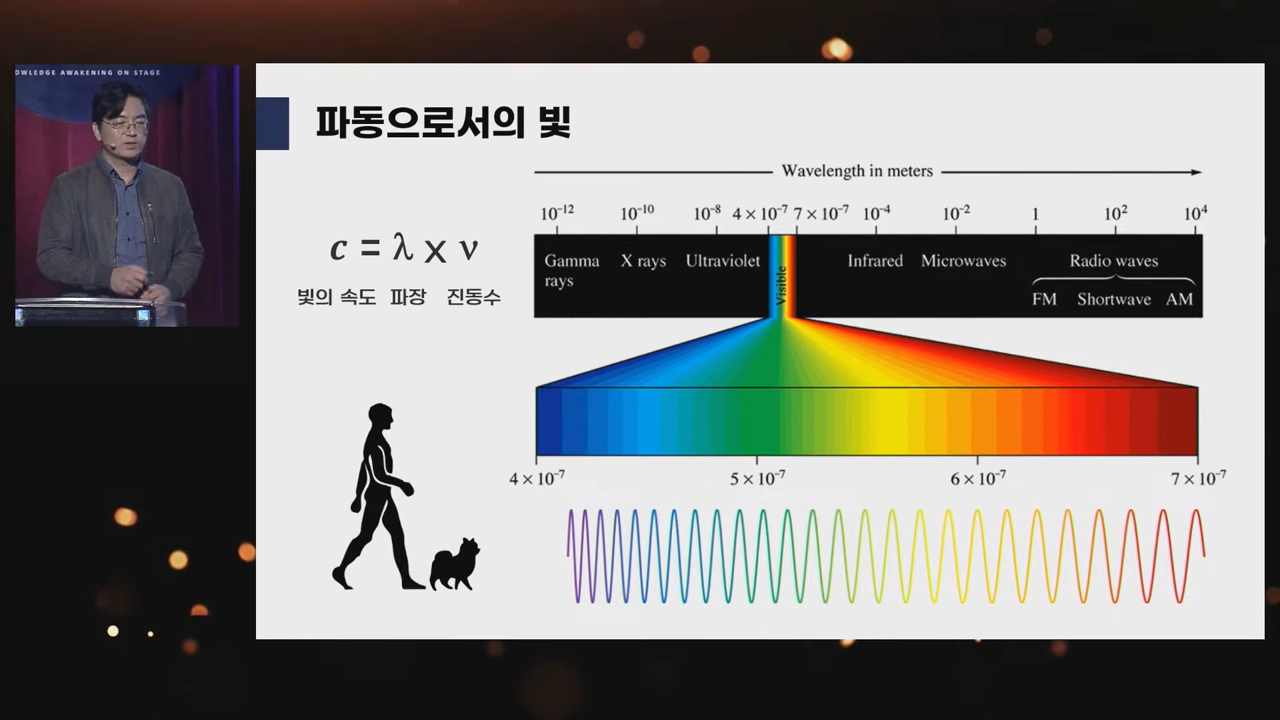 OWLEDGE AWAKENING ON STAGE
파동으로서의 빛
Wavelength in meters
10⁻¹² 10⁻¹⁰ 10⁻⁸ 4 × 10⁻⁷ 7 × 10⁻⁷ 10⁻⁴ 10⁻² 1 10² 10⁴
Gamma rays X rays Ultraviolet Visible Infrared Microwaves Radio waves
FM Shortwave AM
c = λ x ν
빛의 속도 파장 진동수
4 × 10⁻⁷ 5 × 10⁻⁷ 6 × 10⁻⁷ 7 × 10⁻⁷